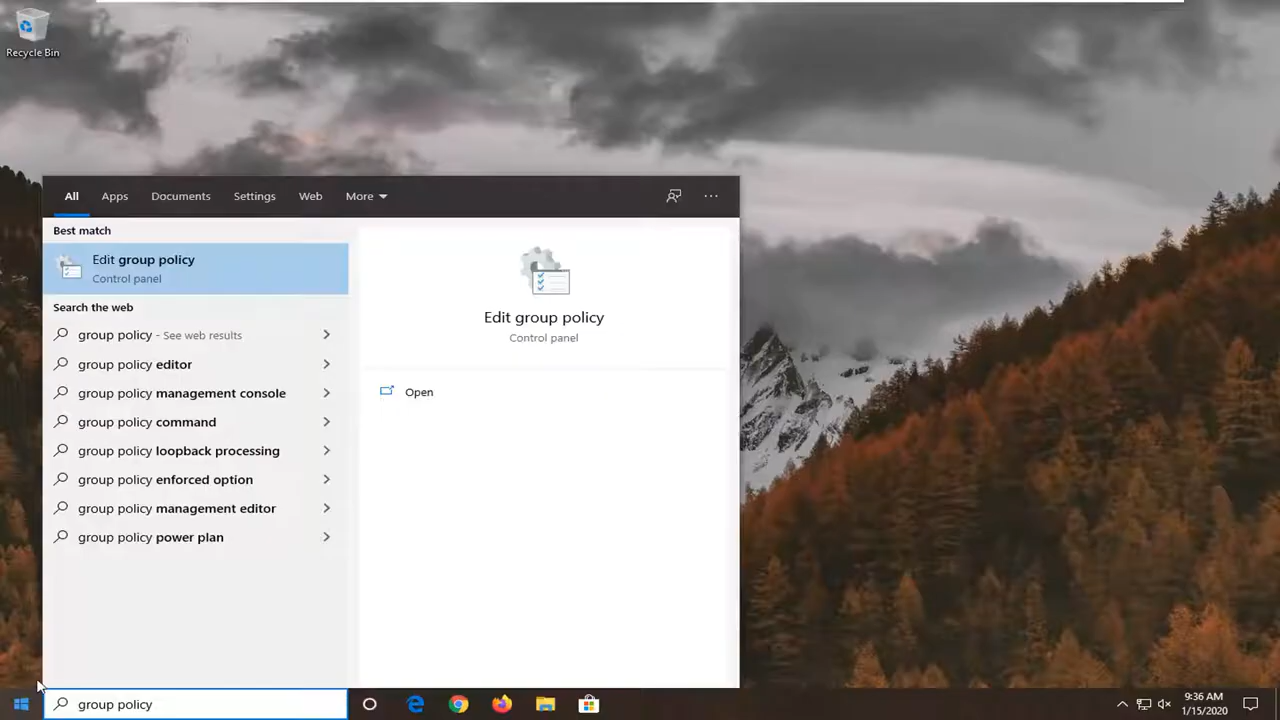 Recycle Bin
All Apps Documents Settings Web More
Best match
Edit group policy
Control panel
Search the web
group policy - See web results
group policy editor
group policy management console
group policy command
group policy loopback processing
group policy enforced option
group policy management editor
group policy power plan
Edit group policy
Control panel
Open
group policy
9:36 AM
1/15/2020